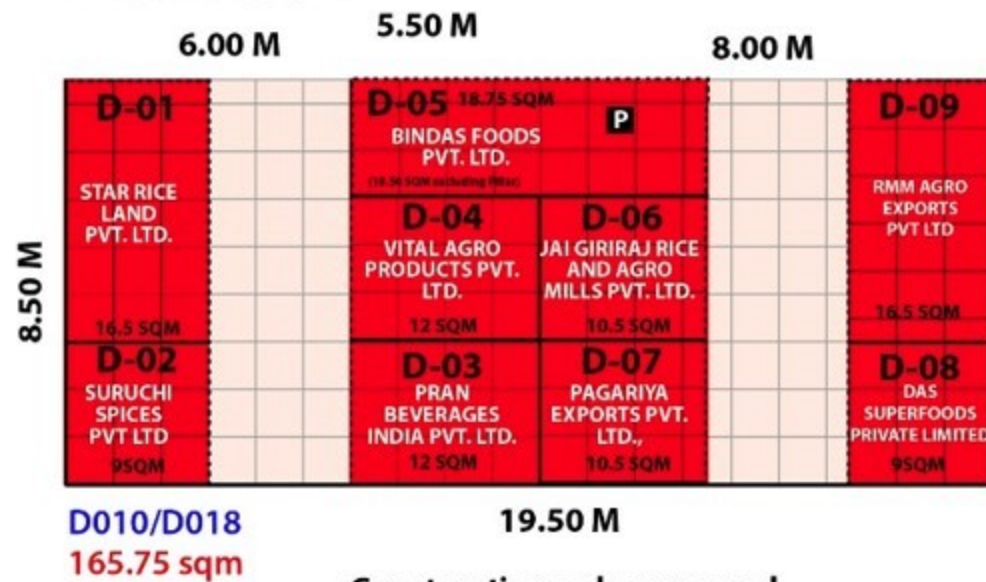 6.00 M
5.50 M
8.00 M
8.50 M
D-01
STAR RICE
LAND
PVT. LTD.
16.5 SQM
D-02
SURUCHI
SPICES
PVT LTD
9SQM
D-05 18.75 SQM
P
BINDAS FOODS
PVT. LTD.
D-04
VITAL AGRO
PRODUCTS PVT.
LTD.
12 SQM
D-06
JAI GIRIRAJ RICE
AND AGRO
MILLS PVT. LTD.
10.5 SQM
D-03
PRAN
BEVERAGES
INDIA PVT. LTD.
12 SQM
D-07
PAGARIYA
EXPORTS PVT.
LTD.,
10.5 SQM
D-09
RMM AGRO
EXPORTS
PVT LTD
16.5 SQM
D-08
DAS
SUPERFOODS
PRIVATE LIMITED
9SQM
D010/D018
165.75 sqm
19.50 M